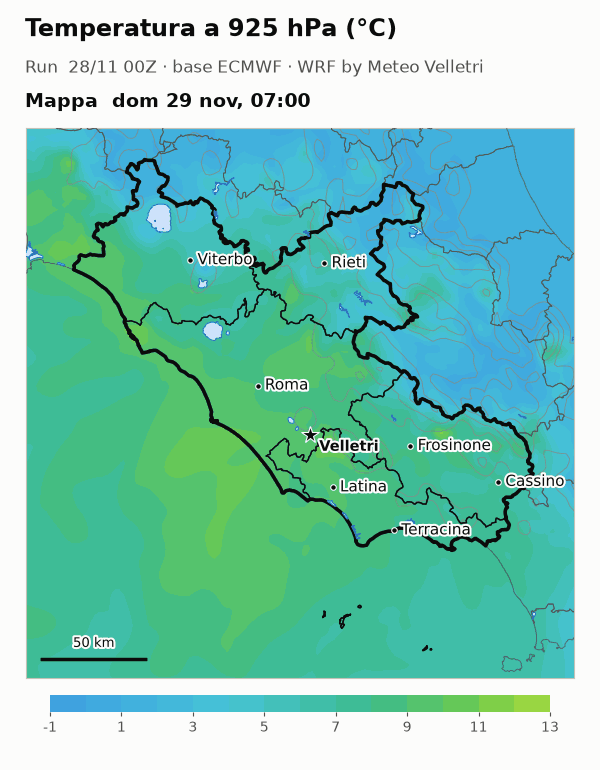 Temperatura a 925 hPa (°C)
Run  28/11 00Z · base ECMWF · WRF by Meteo Velletri
Mappa  dom 29 nov, 07:00
Viterbo
Rieti
Roma
Velletri
Frosinone
Cassino
Latina
Terracina
50 km
-1 1 3 5 7 9 11 13